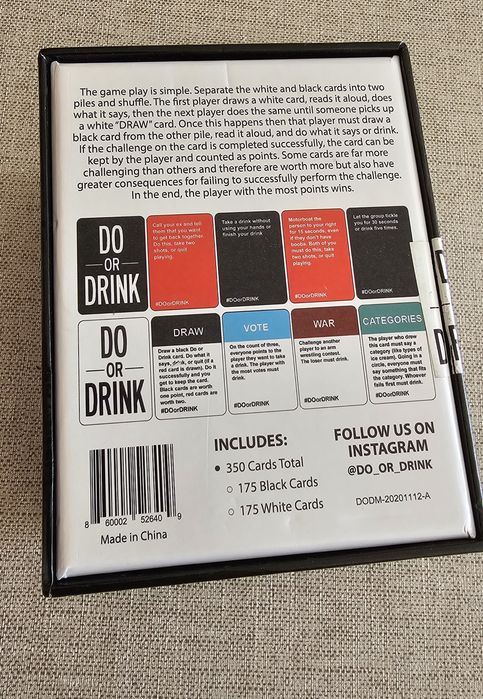 The game play is simple. Separate the white and black cards into two
piles and shuffle. The first player draws a white card, reads it aloud, does
what it says, then the next player does the same until someone picks up
a white "DRAW" card. Once this happens then that player must draw a
black card from the other pile, read it aloud, and do what it says or drink.
If the challenge on the card is completed successfully, the card can be
kept by the player and counted as points. Some cards are far more
challenging than others and therefore are worth more but also have
greater consequences for failing to successfully perform the challenge.
In the end, the player with the most points wins.
DO
OR
DRINK
Call your ex and tell
them that you want
to get back together.
Do this, take two
shots, or quit
playing.
#DOorDRINK
Take a drink without
using your hands or
finish your drink
#DOorDRINK
Motorboat the
person to your right
for 15 seconds; even
if they don't have
boobs. Both of you
must do this, take
two shots, or quit
playing.
#DOorDRINK
Let the group tickle
you for 30 seconds
or drink five times.
#DOorDRINK
DO
OR
DRINK
DRAW
Draw a black Do or
Drink card. Do what it
says, drink, or quit (if a
red card is drawn). Do it
successfully and you
get to keep the card.
Black cards are worth
one point, red cards are
worth two.
#DOorDRINK
VOTE
On the count of three,
everyone points to the
player they want to take
a drink. The player with
the most votes must
drink.
#DOorDRINK
WAR
Challenge another
player to an arm
wrestling contest.
The loser must drink.
#DOorDRINK
CATEGORIES
The player who drew
this card must say a
category (like types of
ice cream). Going in a
circle, everyone must
say something that fits
the category. Whoever
fails first must drink.
#DOorDRINK
INCLUDES:
• 350 Cards Total
○ 175 Black Cards
○ 175 White Cards
FOLLOW US ON
INSTAGRAM
@DO_OR_DRINK
DODM-20201112-A
8 60002 52640 9
Made in China